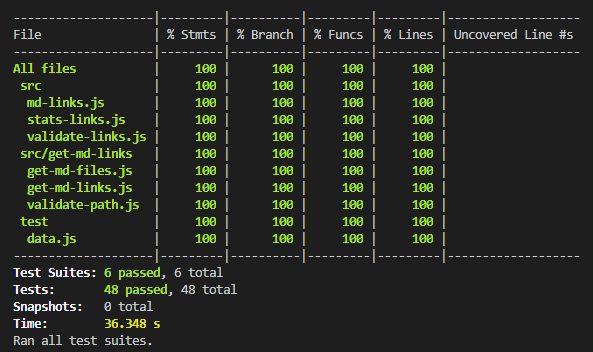 ---------------------|---------|----------|---------|---------|-------------------
File                 | % Stmts | % Branch | % Funcs | % Lines | Uncovered Line #s
---------------------|---------|----------|---------|---------|-------------------
All files            |     100 |      100 |     100 |     100 |
 src                 |     100 |      100 |     100 |     100 |
  md-links.js        |     100 |      100 |     100 |     100 |
  stats-links.js     |     100 |      100 |     100 |     100 |
  validate-links.js  |     100 |      100 |     100 |     100 |
 src/get-md-links    |     100 |      100 |     100 |     100 |
  get-md-files.js    |     100 |      100 |     100 |     100 |
  get-md-links.js    |     100 |      100 |     100 |     100 |
  validate-path.js   |     100 |      100 |     100 |     100 |
 test                |     100 |      100 |     100 |     100 |
  data.js            |     100 |      100 |     100 |     100 |
---------------------|---------|----------|---------|---------|-------------------
Test Suites: 6 passed, 6 total
Tests:       48 passed, 48 total
Snapshots:   0 total
Time:        36.348 s
Ran all test suites.